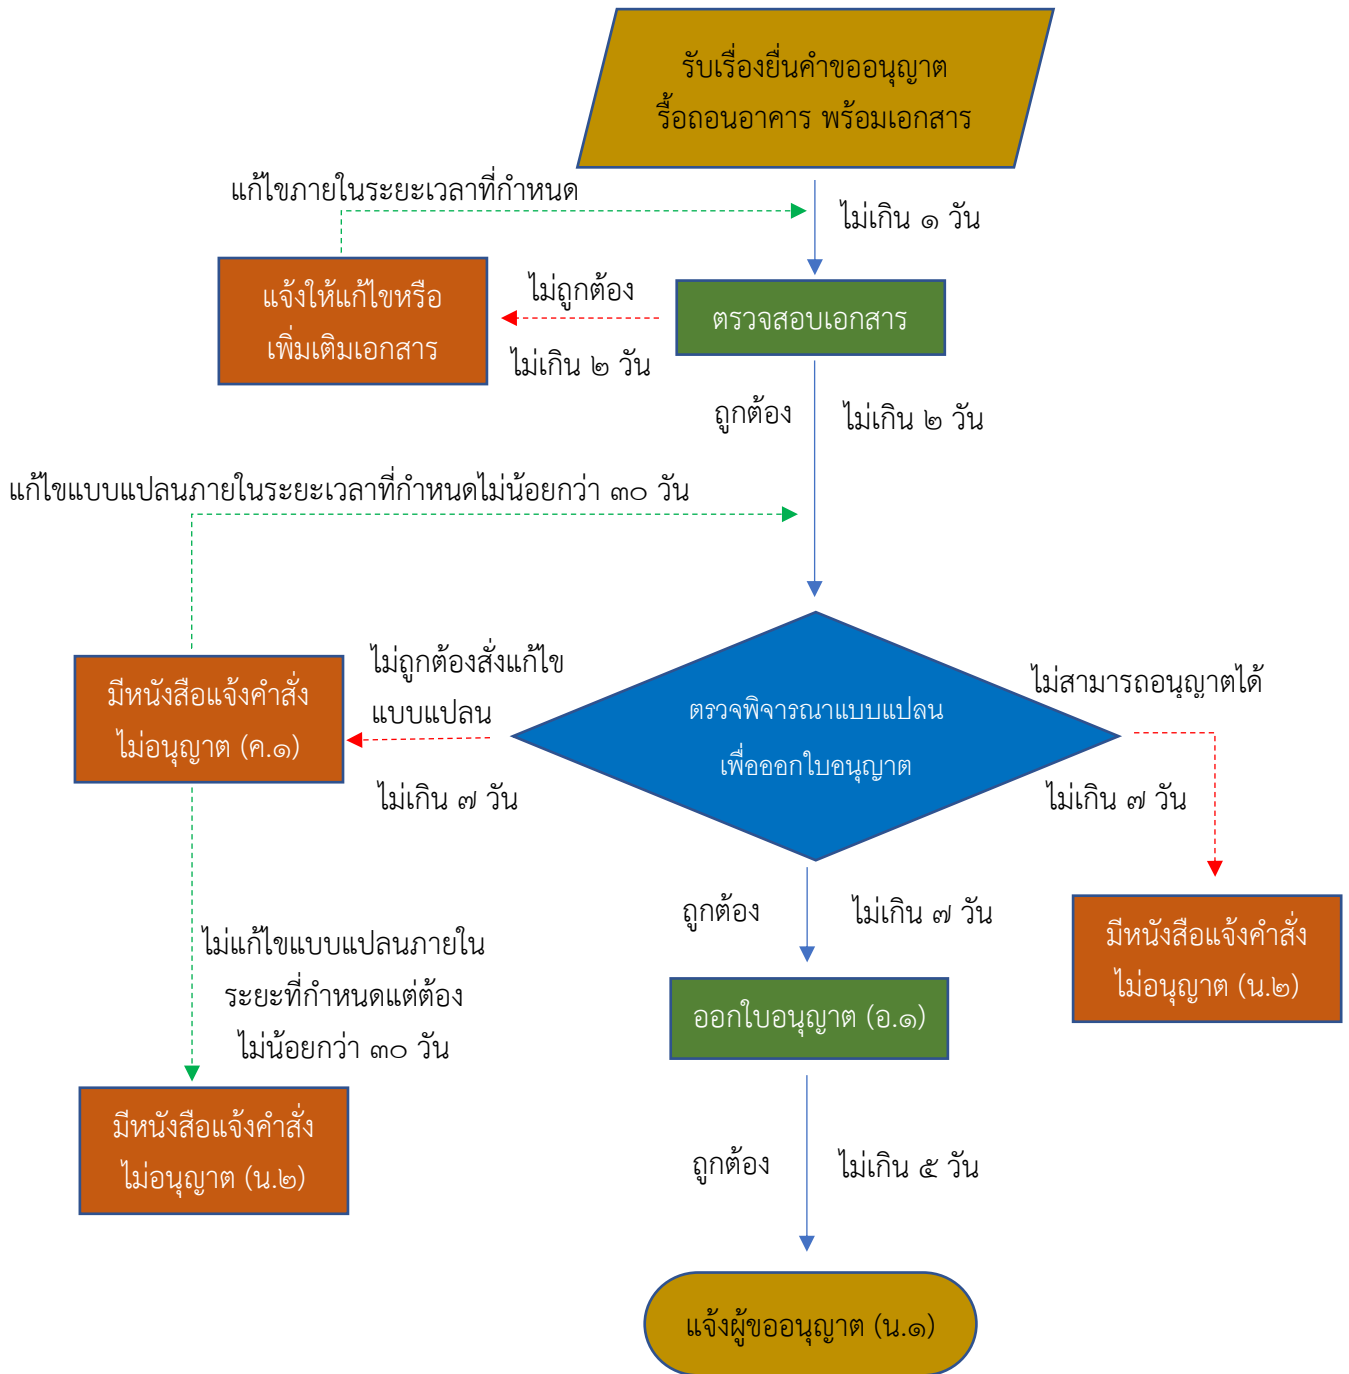 รับเรื่องยื่นคำขออนุญาต
รื้อถอนอาคาร พร้อมเอกสาร
แก้ไขภายในระยะเวลาที่กำหนด
ไม่เกิน ๑ วัน
แจ้งให้แก้ไขหรือ
เพิ่มเติมเอกสาร
ไม่ถูกต้อง
ไม่เกิน ๒ วัน
ตรวจสอบเอกสาร
ถูกต้อง
ไม่เกิน ๒ วัน
แก้ไขแบบแปลนภายในระยะเวลาที่กำหนดไม่น้อยกว่า ๓๐ วัน
มีหนังสือแจ้งคำสั่ง
ไม่อนุญาต (ค.๑)
ไม่ถูกต้องสั่งแก้ไข
แบบแปลน
ไม่เกิน ๗ วัน
ตรวจพิจารณาแบบแปลน
เพื่อออกใบอนุญาต
ไม่สามารถอนุญาตได้
ไม่เกิน ๗ วัน
ถูกต้อง
ไม่เกิน ๗ วัน
มีหนังสือแจ้งคำสั่ง
ไม่อนุญาต (น.๒)
ไม่แก้ไขแบบแปลนภายใน
ระยะที่กำหนดแต่ต้อง
ไม่น้อยกว่า ๓๐ วัน
ออกใบอนุญาต (อ.๑)
มีหนังสือแจ้งคำสั่ง
ไม่อนุญาต (น.๒)
ถูกต้อง
ไม่เกิน ๕ วัน
แจ้งผู้ขออนุญาต (น.๑)